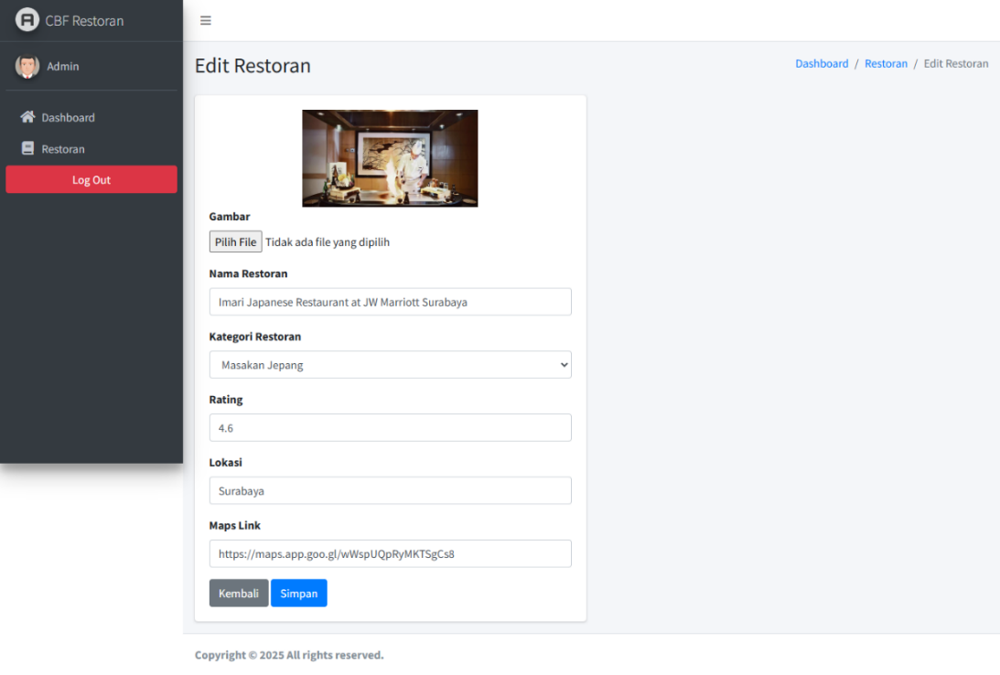 CBF Restoran
Admin
Dashboard
Restoran
Log Out
Edit Restoran
Dashboard / Restoran / Edit Restoran
Gambar
Pilih File Tidak ada file yang dipilih
Nama Restoran
Imari Japanese Restaurant at JW Marriott Surabaya
Kategori Restoran
Masakan Jepang
Rating
4.6
Lokasi
Surabaya
Maps Link
https://maps.app.goo.gl/wWspUQpRyMKTSgCs8
Kembali Simpan
Copyright © 2025 All rights reserved.